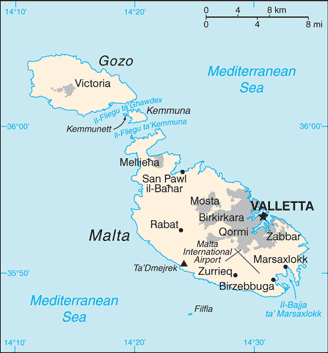 14°10'
14°20'
14°30'
0 4 8 km
0 4 8 mi
Gozo
Victoria
Mediterranean
Sea
Il-Fliegu ta'Ghawdex
Kemmuna
Kemmunett
Il-Fliegu ta'Kemmuna
36°00'
36°00'
Mellieħa
San Pawl
il-Baħar
Mosta
VALLETTA
Birkirkara
Rabat
Qormi
Zabbar
Malta
Malta
International
Airport
Marsaxlokk
Ta'Dmejrek
Zurrieq
35°50'
35°50'
Birzebbuga
Il-Bajja
ta' Marsaxlokk
Mediterranean
Sea
Filfla
14°20'
14°30'